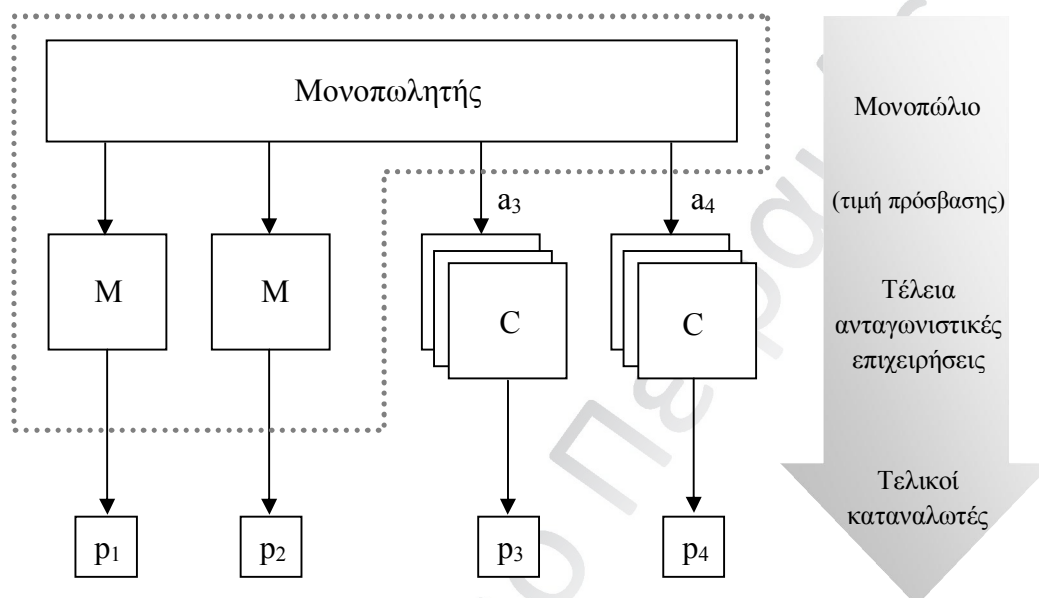 Μονοπωλητής
Μονοπώλιο
a3
a4
(τιμή πρόσβασης)
M
M
C
C
Τέλεια
ανταγωνιστικές
επιχειρήσεις
Τελικοί
καταναλωτές
p1
p2
p3
p4